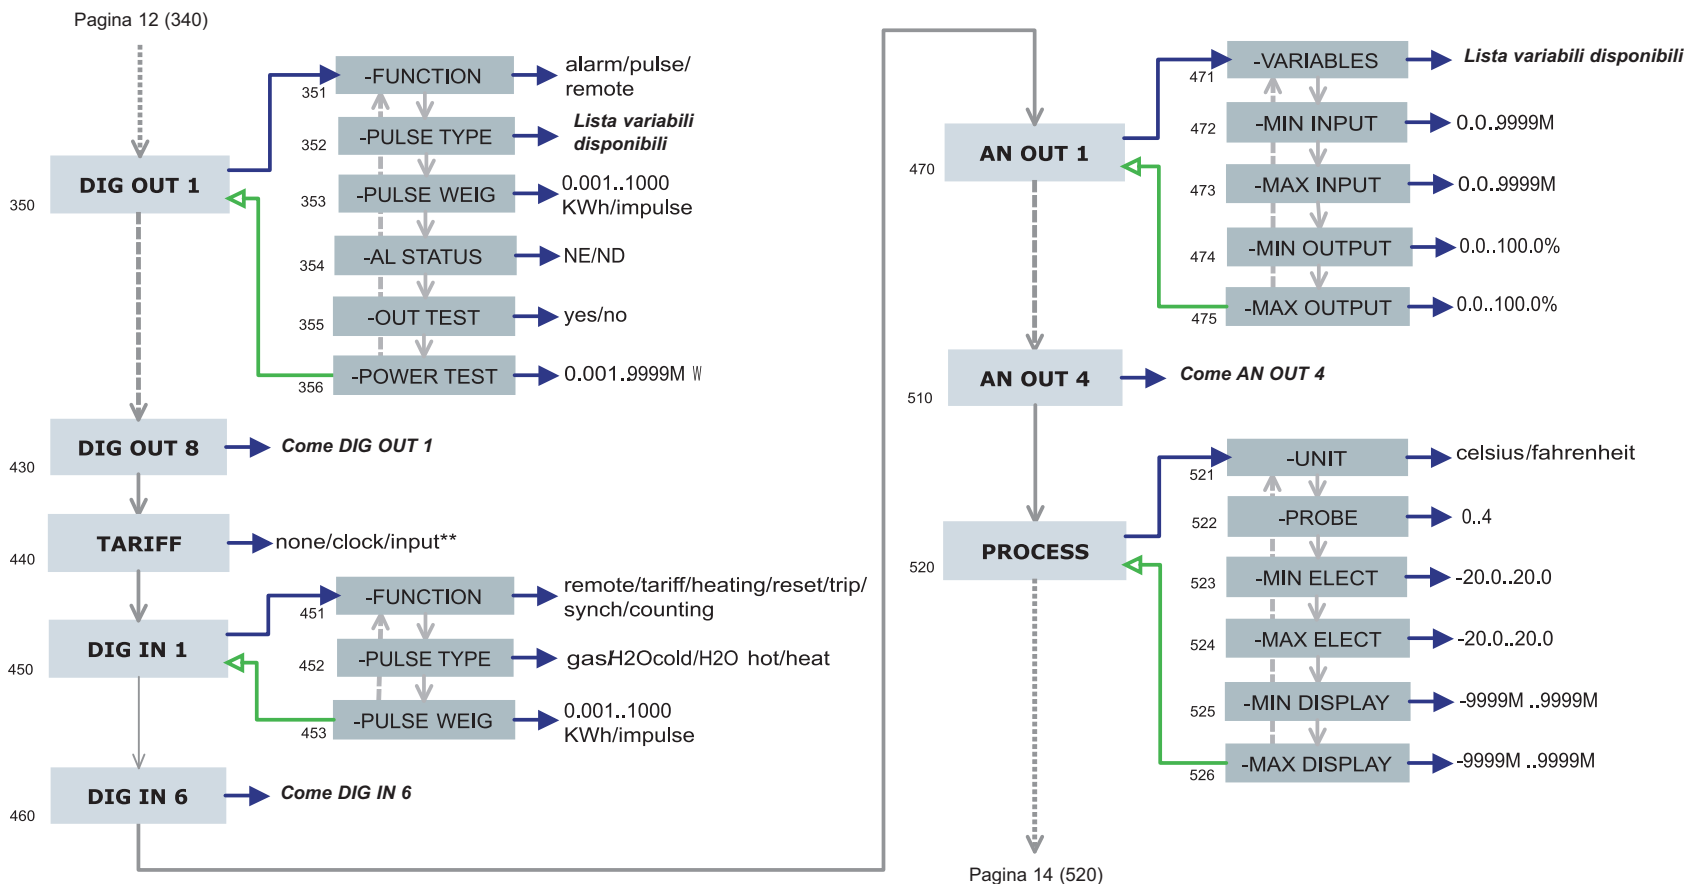 Pagina 12 (340)
DIG OUT 1
350
-FUNCTION
351
alarm/pulse/
remote
-PULSE TYPE
352
Lista variabili
disponibili
-PULSE WEIG
353
0.001..1000
KWh/impulse
-AL STATUS
354
NE/ND
-OUT TEST
355
yes/no
-POWER TEST
356
0.001..9999M W
DIG OUT 8
430
Come DIG OUT 1
TARIFF
440
none/clock/input**
DIG IN 1
450
-FUNCTION
451
remote/tariff/heating/reset/trip/
synch/counting
-PULSE TYPE
452
gas/H2Ocold/H2O hot/heat
-PULSE WEIG
453
0.001..1000
KWh/impulse
DIG IN 6
460
Come DIG IN 6
AN OUT 1
470
-VARIABLES
471
Lista variabili disponibili
-MIN INPUT
472
0.0..9999M
-MAX INPUT
473
0.0..9999M
-MIN OUTPUT
474
0.0..100.0%
-MAX OUTPUT
475
0.0..100.0%
AN OUT 4
510
Come AN OUT 4
PROCESS
520
-UNIT
521
celsius/fahrenheit
-PROBE
522
0..4
-MIN ELECT
523
-20.0..20.0
-MAX ELECT
524
-20.0..20.0
-MIN DISPLAY
525
-9999M ..9999M
-MAX DISPLAY
526
-9999M ..9999M
Pagina 14 (520)